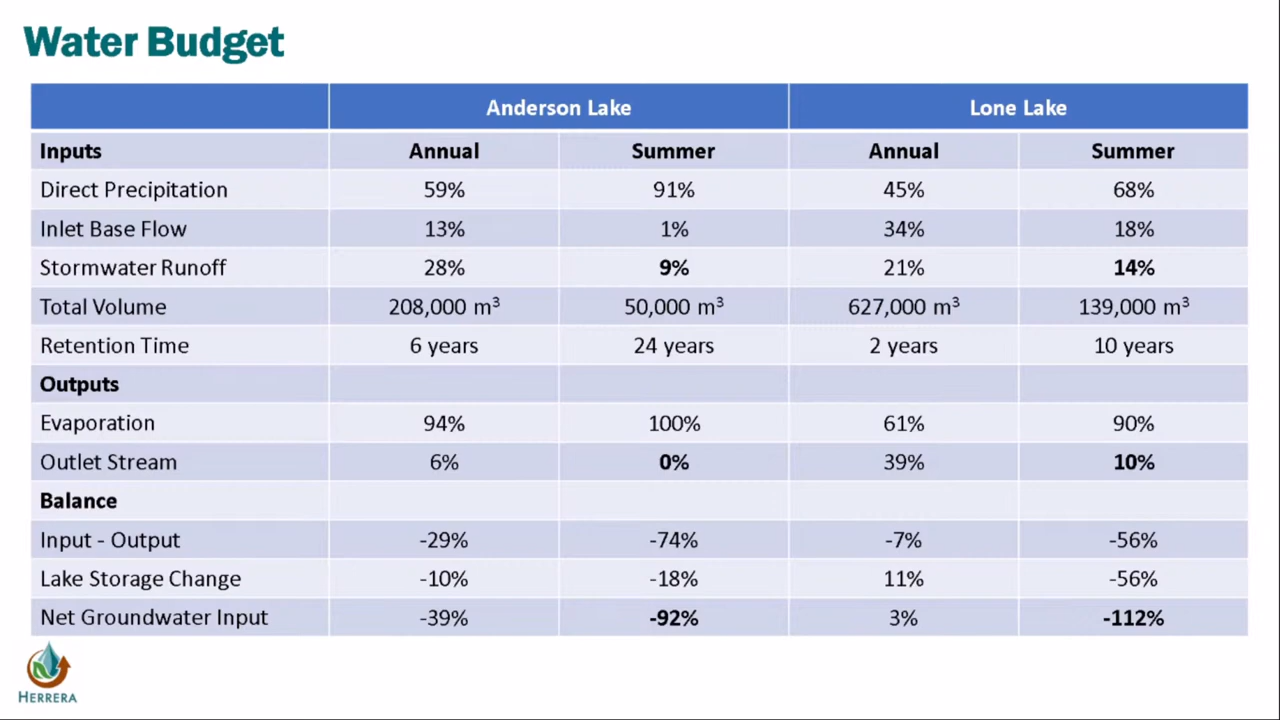 Water Budget
Anderson Lake Lone Lake
Inputs Annual Summer Annual Summer
Direct Precipitation 59% 91% 45% 68%
Inlet Base Flow 13% 1% 34% 18%
Stormwater Runoff 28% 9% 21% 14%
Total Volume 208,000 m³ 50,000 m³ 627,000 m³ 139,000 m³
Retention Time 6 years 24 years 2 years 10 years
Outputs
Evaporation 94% 100% 61% 90%
Outlet Stream 6% 0% 39% 10%
Balance
Input - Output -29% -74% -7% -56%
Lake Storage Change -10% -18% 11% -56%
Net Groundwater Input -39% -92% 3% -112%
HERRERA